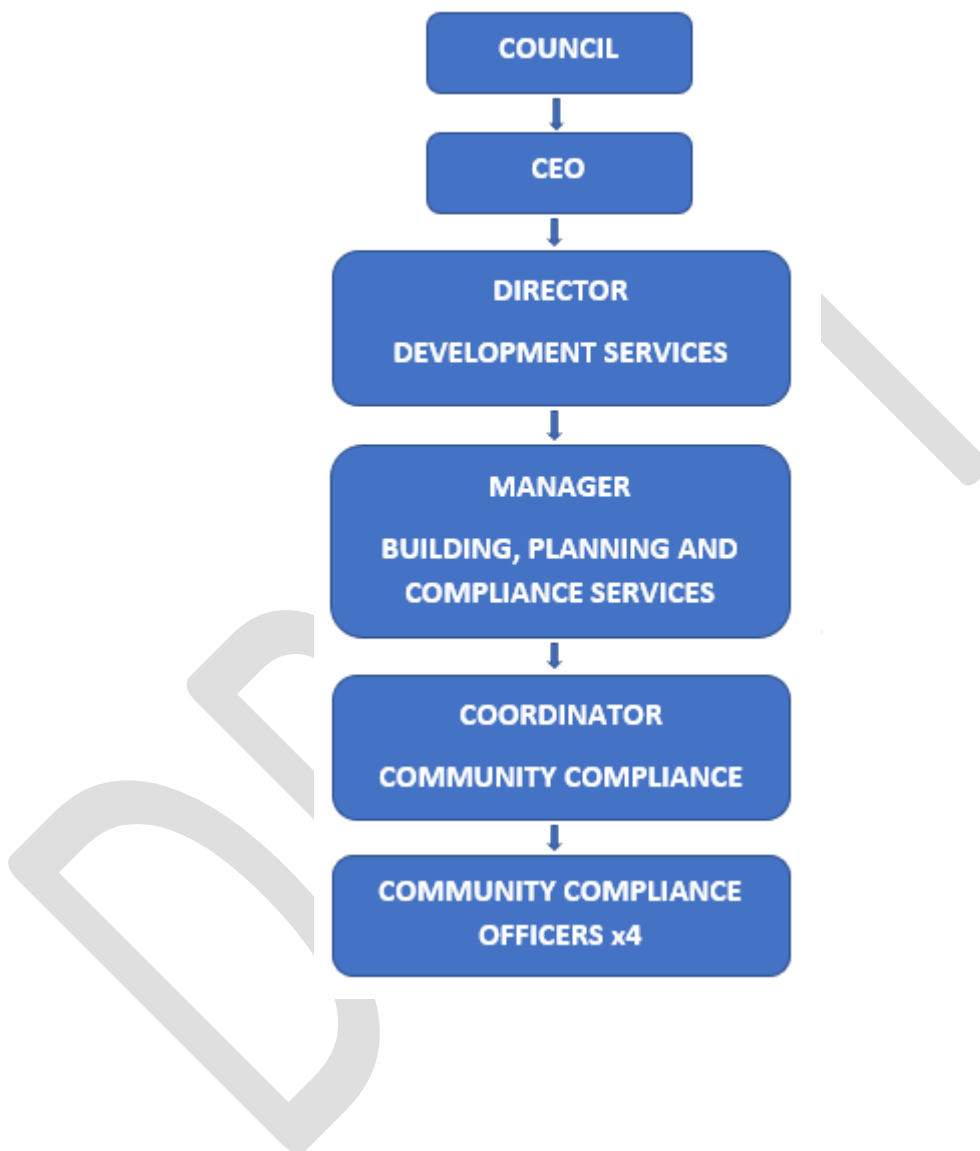 COUNCIL
CEO
DIRECTOR
DEVELOPMENT SERVICES
MANAGER
BUILDING, PLANNING AND
COMPLIANCE SERVICES
COORDINATOR
COMMUNITY COMPLIANCE
COMMUNITY COMPLIANCE
OFFICERS x4